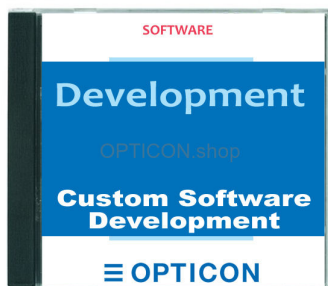 SOFTWARE
Development
OPTICON.shop
Custom Software
Development
OPTICON